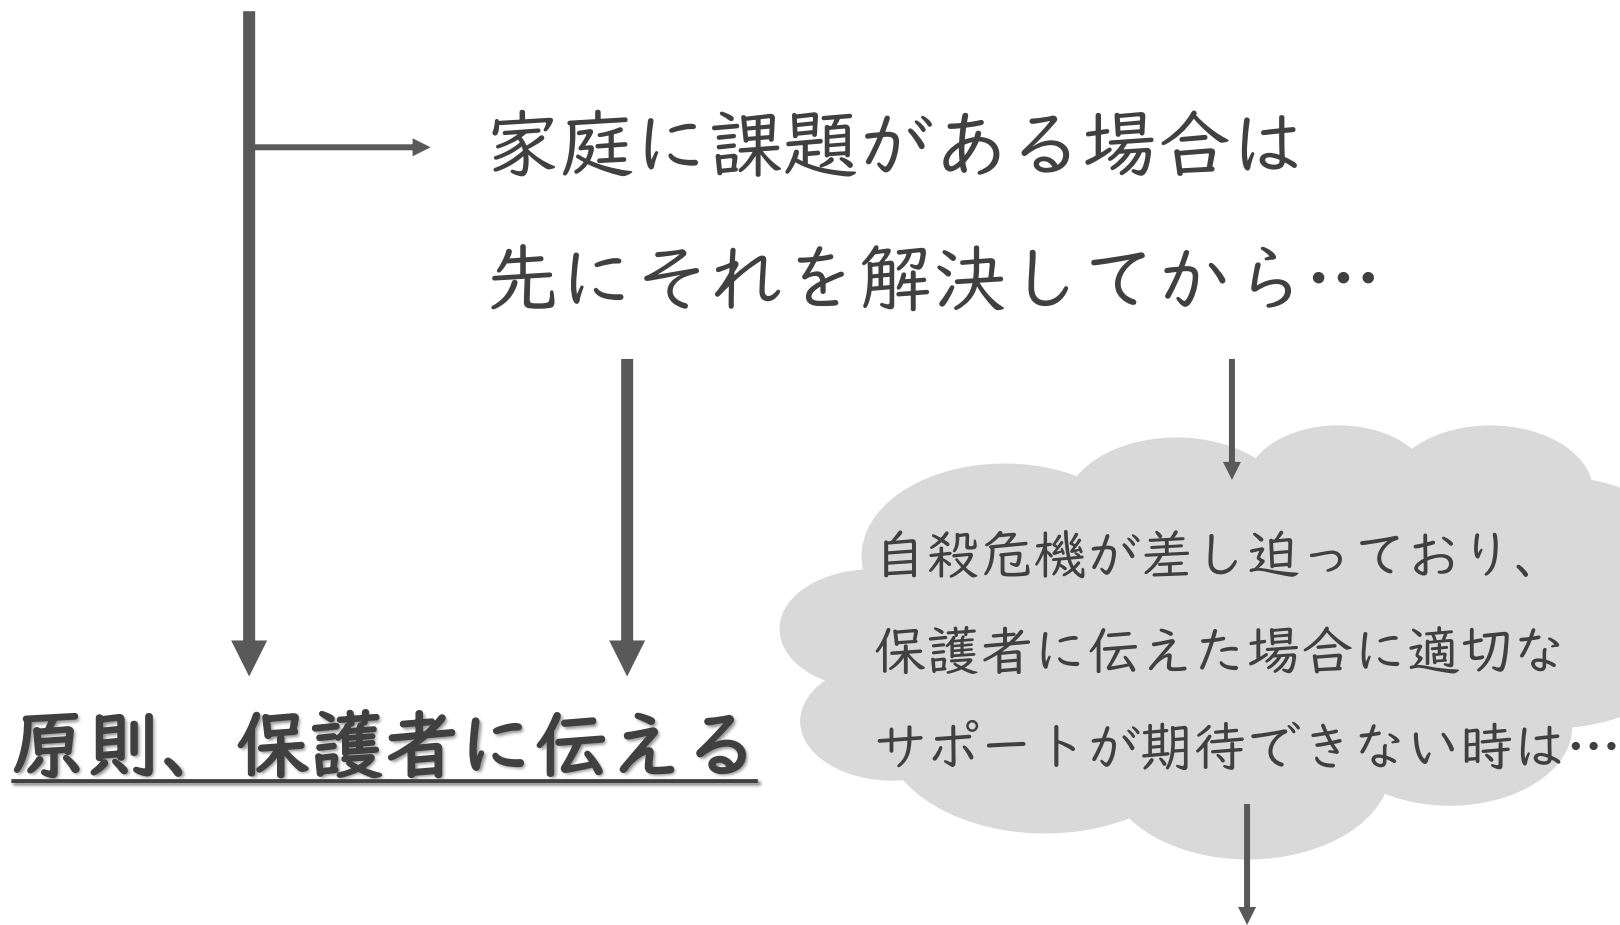 家庭に課題がある場合は
先にそれを解決してから…
自殺危機が差し迫っており、
保護者に伝えた場合に適切な
サポートが期待できない時は…
原則、保護者に伝える